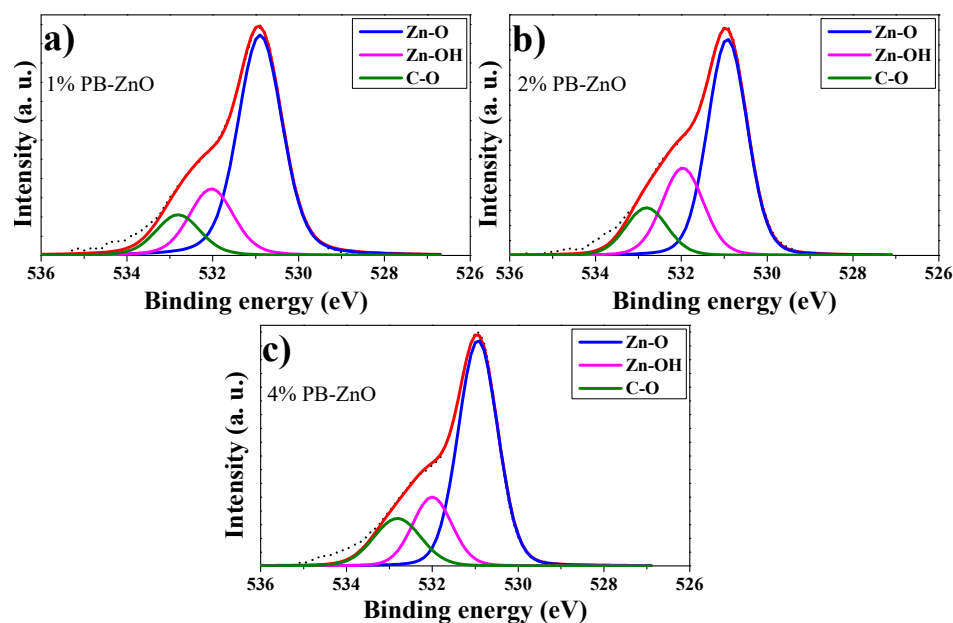 a)
1% PB-ZnO
Zn-O
Zn-OH
C-O
Intensity (a. u.)
536 534 532 530 528 526
Binding energy (eV)
b)
2% PB-ZnO
Zn-O
Zn-OH
C-O
Intensity (a. u.)
536 534 532 530 528 526
Binding energy (eV)
c)
4% PB-ZnO
Zn-O
Zn-OH
C-O
Intensity (a. u.)
536 534 532 530 528 526
Binding energy (eV)